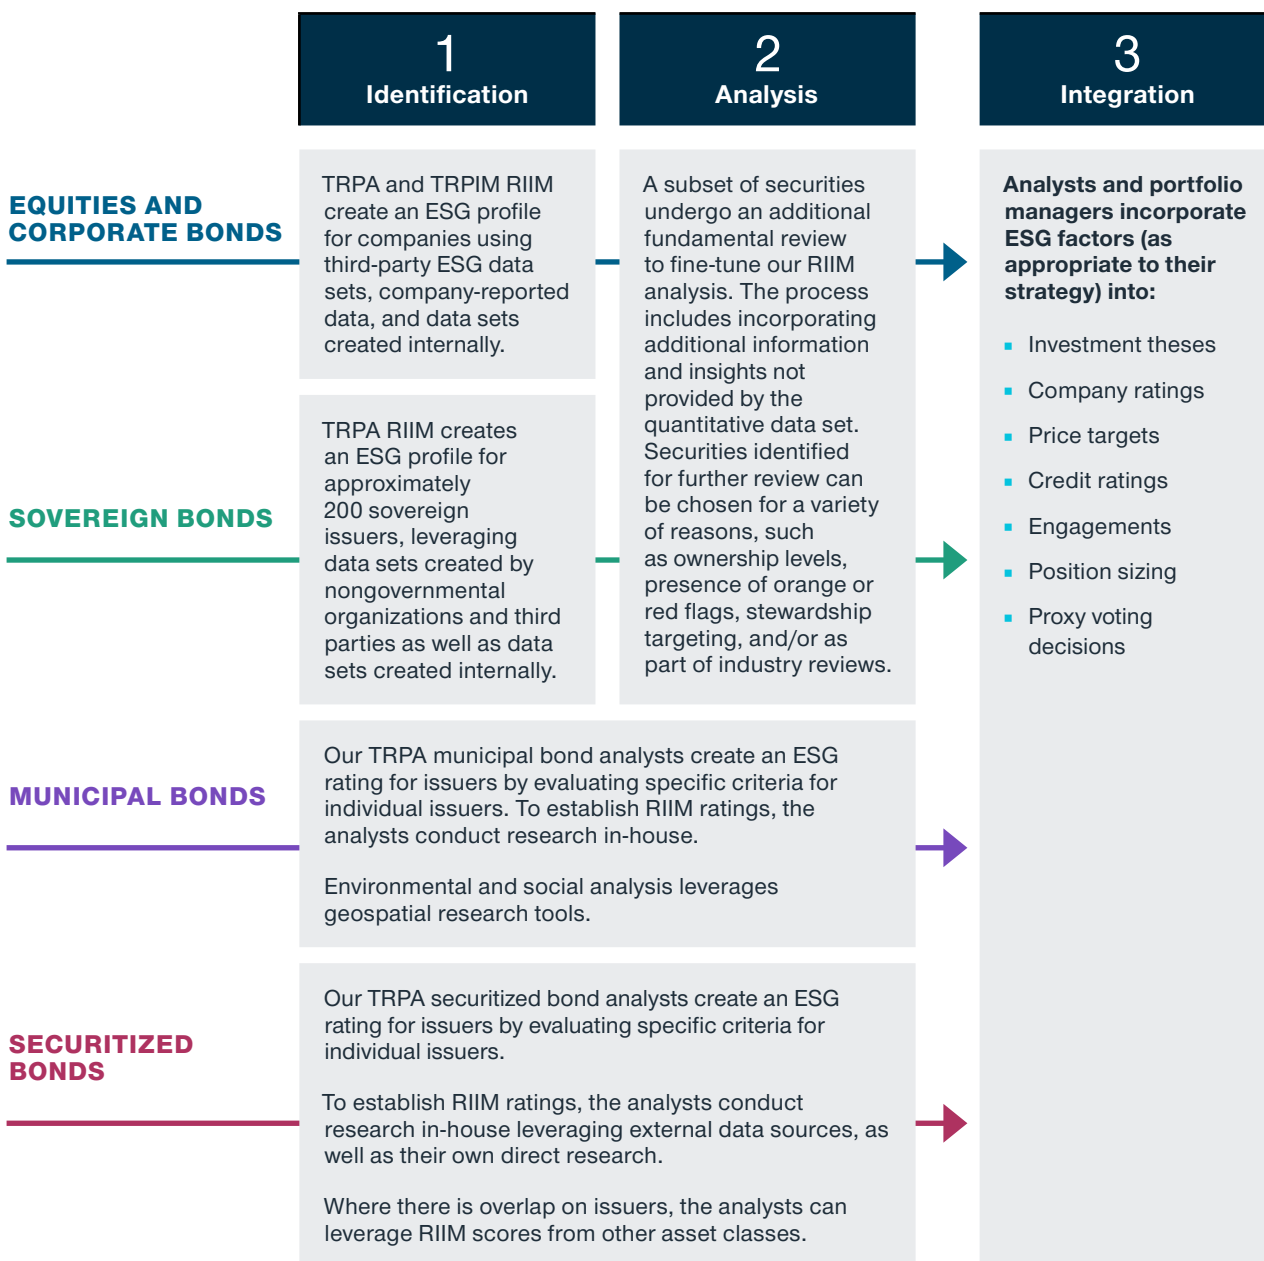 1
Identification
2
Analysis
3
Integration
EQUITIES AND
CORPORATE BONDS
TRPA and TRPIM RIIM
create an ESG profile
for companies using
third-party ESG data
sets, company-reported
data, and data sets
created internally.
A subset of securities
undergo an additional
fundamental review
to fine-tune our RIIM
analysis. The process
includes incorporating
additional information
and insights not
provided by the
quantitative data set.
Securities identified
for further review can
be chosen for a variety
of reasons, such
as ownership levels,
presence of orange or
red flags, stewardship
targeting, and/or as
part of industry reviews.
Analysts and portfolio
managers incorporate
ESG factors (as
appropriate to their
strategy) into:
Investment theses
Company ratings
Price targets
Credit ratings
Engagements
Position sizing
Proxy voting
decisions
SOVEREIGN BONDS
TRPA RIIM creates
an ESG profile for
approximately
200 sovereign
issuers, leveraging
data sets created by
nongovernmental
organizations and third
parties as well as data
sets created internally.
MUNICIPAL BONDS
Our TRPA municipal bond analysts create an ESG
rating for issuers by evaluating specific criteria for
individual issuers. To establish RIIM ratings, the
analysts conduct research in-house.
Environmental and social analysis leverages
geospatial research tools.
SECURITIZED
BONDS
Our TRPA securitized bond analysts create an ESG
rating for issuers by evaluating specific criteria for
individual issuers.
To establish RIIM ratings, the analysts conduct
research in-house leveraging external data sources, as
well as their own direct research.
Where there is overlap on issuers, the analysts can
leverage RIIM scores from other asset classes.